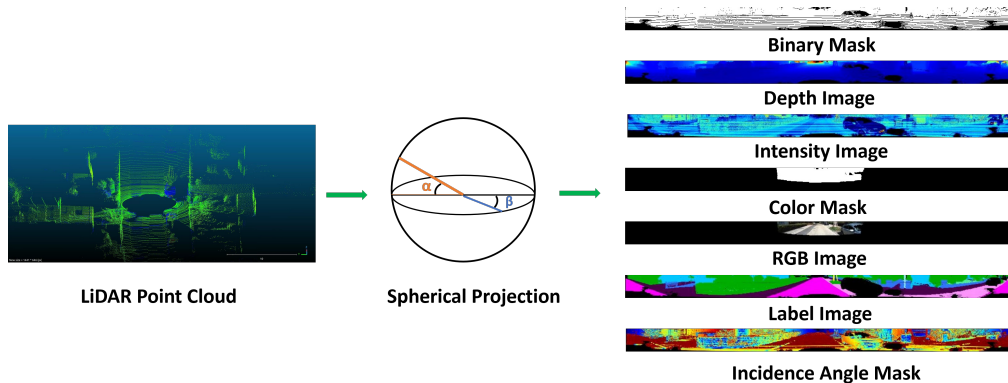 LiDAR Point Cloud
α
β
Spherical Projection
Binary Mask
Depth Image
Intensity Image
Color Mask
RGB Image
Label Image
Incidence Angle Mask